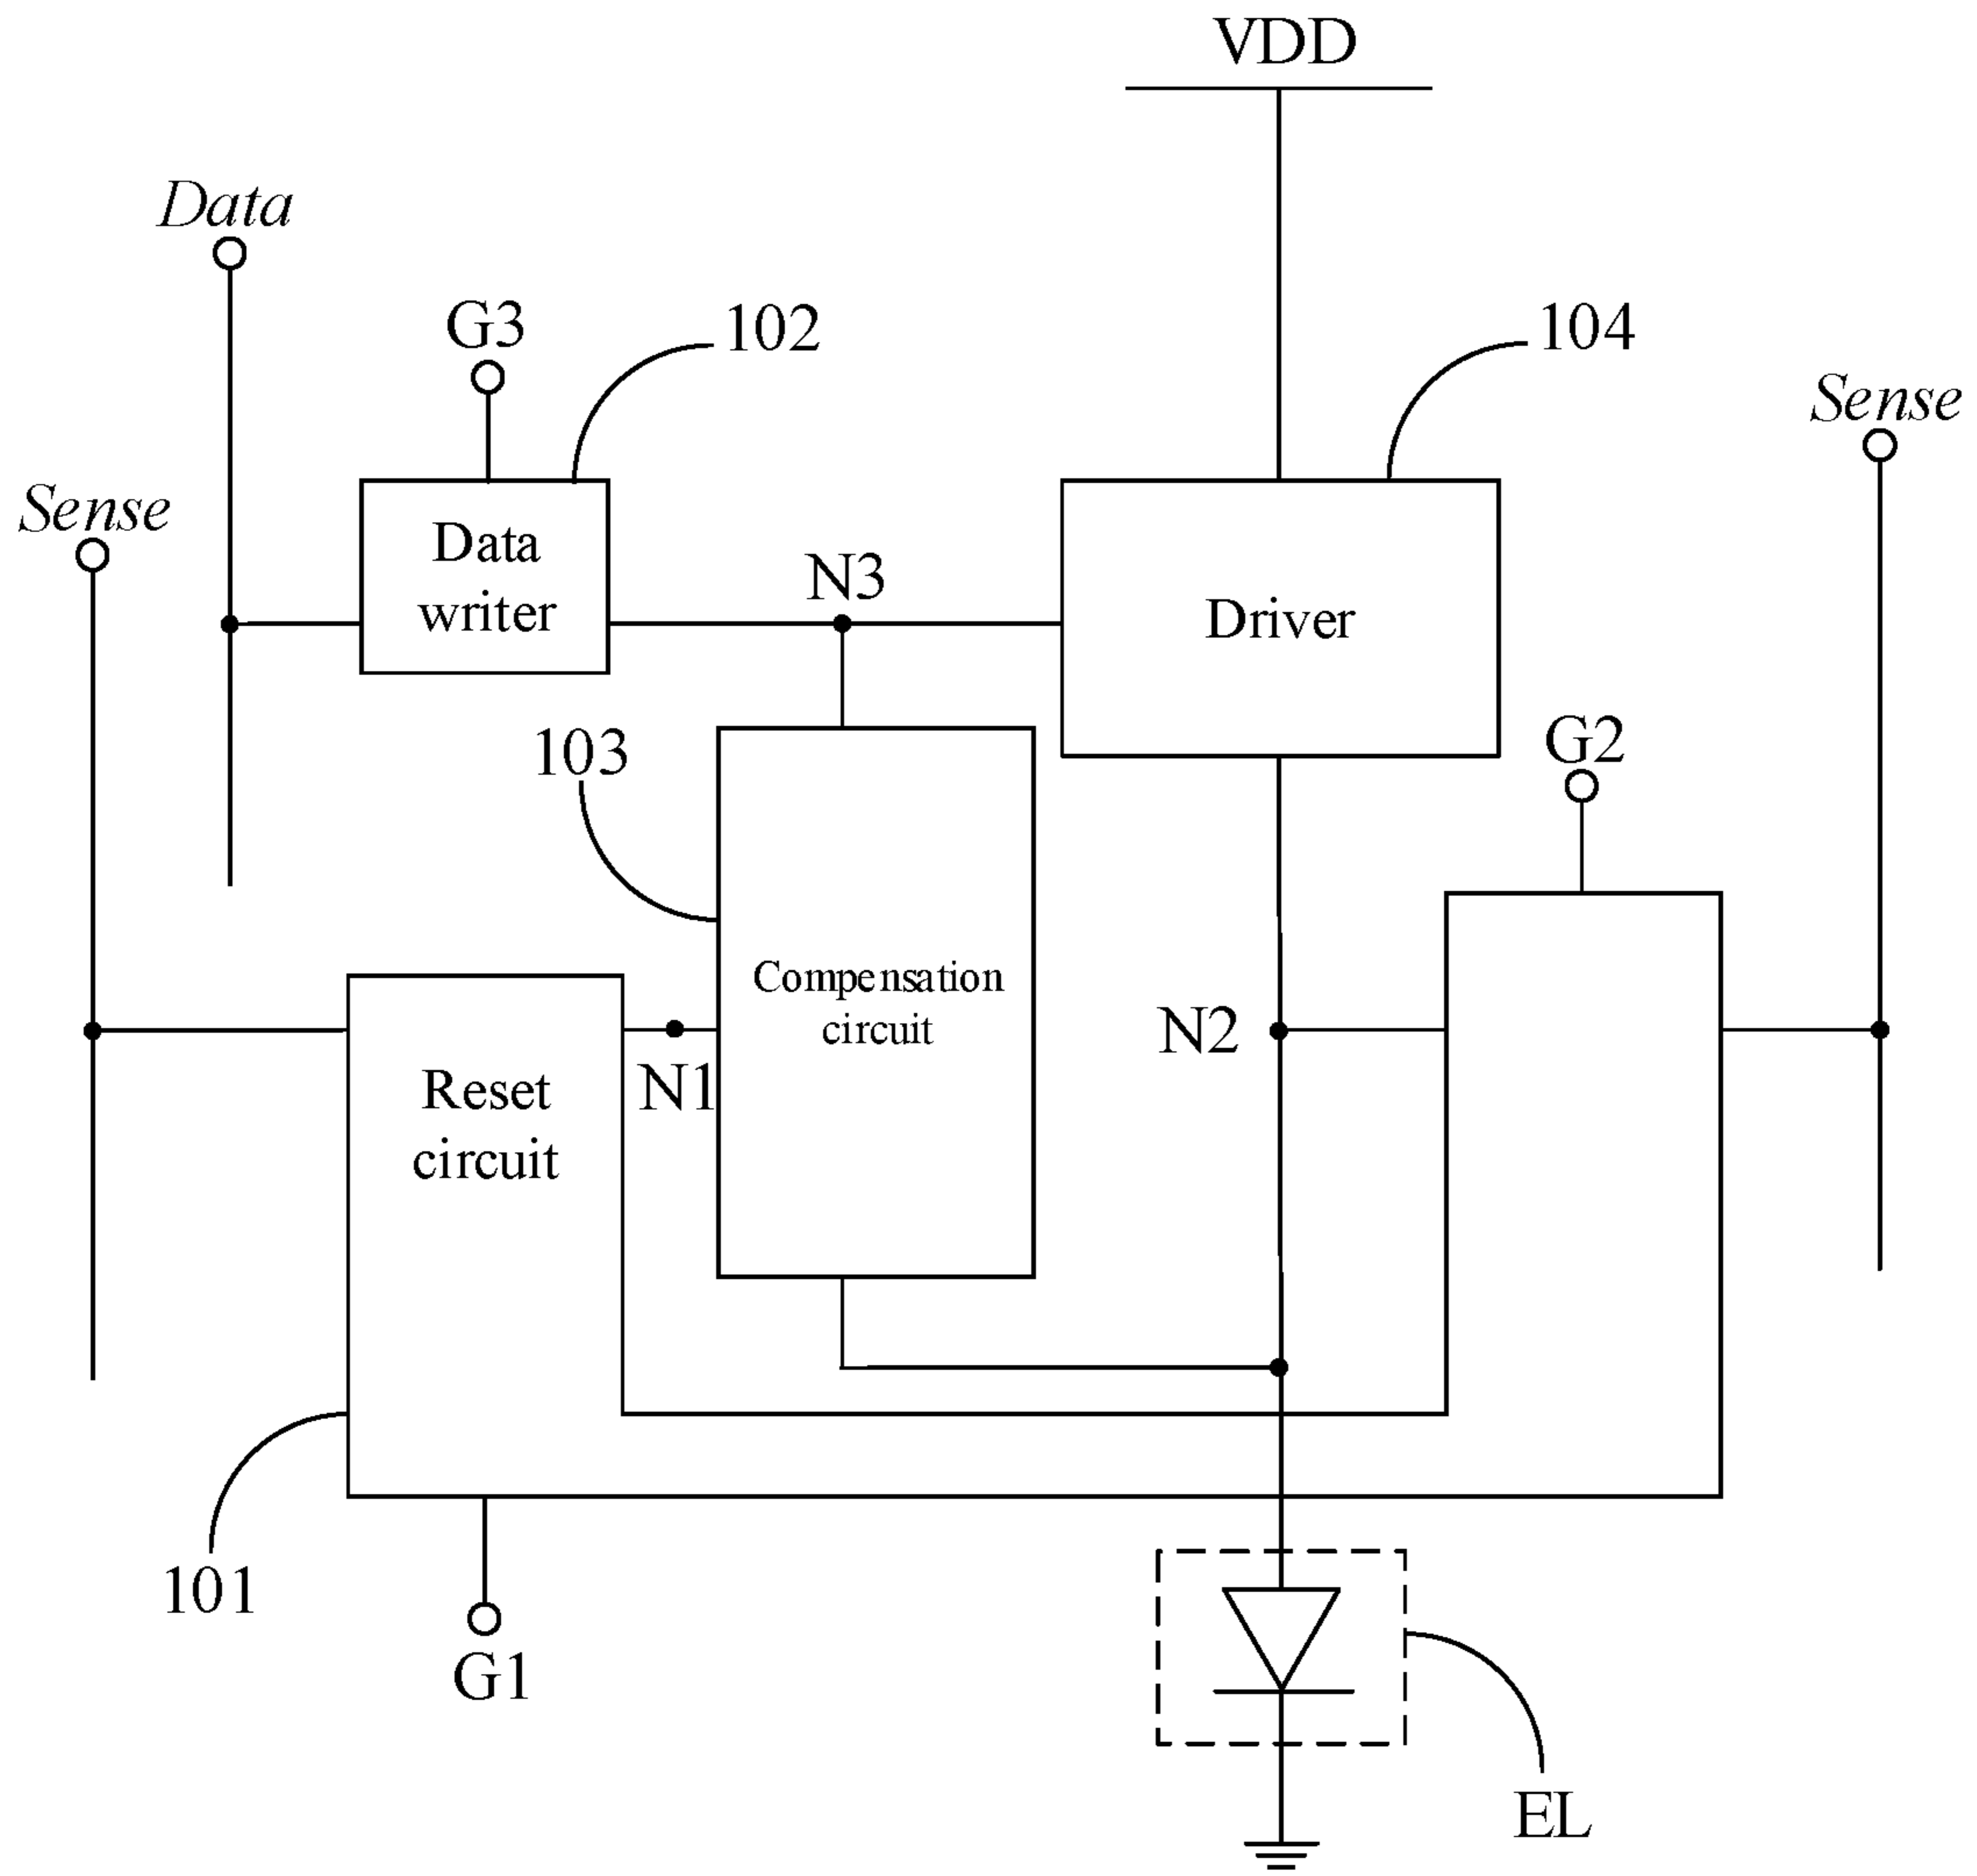 VDD
Data
G3
102
104
Sense
Sense
Data
writer
N3
Driver
G2
103
Compensation
circuit
N2
N1
Reset
circuit
101
G1
EL